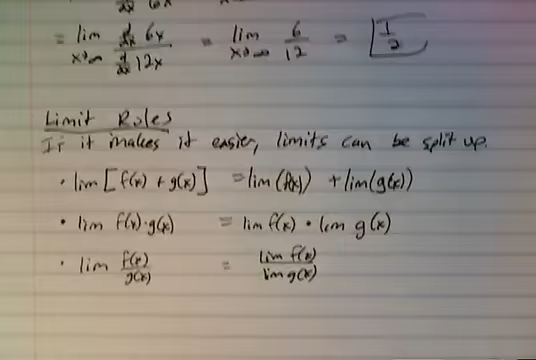 = lim x→∞ d/dx 6x / d/dx 12x = lim x→∞ 6/12 = 1/2
Limit Rules
If it makes it easier, limits can be split up.
• lim [f(x) + g(x)] = lim(f(x)) + lim(g(x))
• lim f(x)·g(x) = lim f(x) • lim g(x)
• lim f(x)/g(x) = lim f(x)/lim g(x)